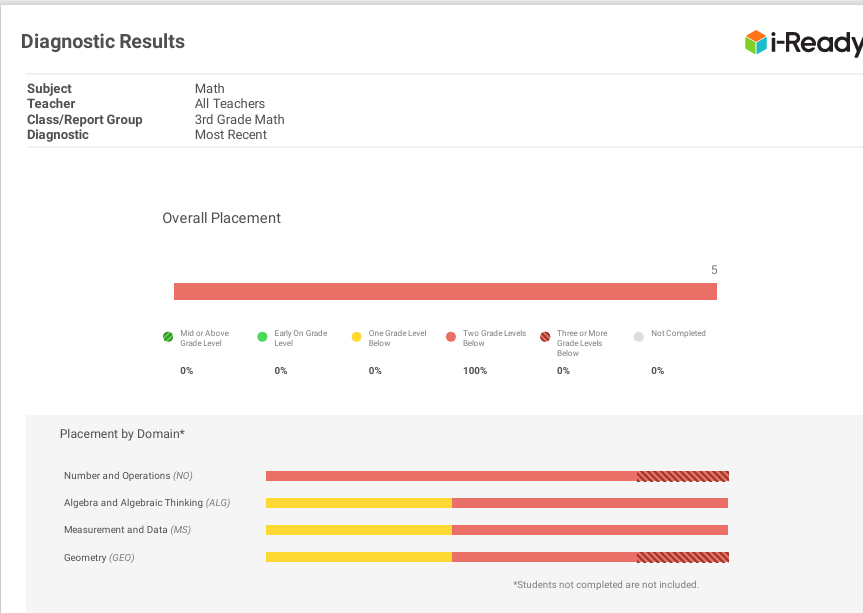 Diagnostic Results
i-Ready
Subject Math
Teacher All Teachers
Class/Report Group 3rd Grade Math
Diagnostic Most Recent
Overall Placement
5
Mid or Above Grade Level
Early On Grade Level
One Grade Level Below
Two Grade Levels Below
Three or More Grade Levels Below
Not Completed
0% 0% 0% 100% 0% 0%
Placement by Domain*
Number and Operations (NO)
Algebra and Algebraic Thinking (ALG)
Measurement and Data (MS)
Geometry (GEO)
*Students not completed are not included.